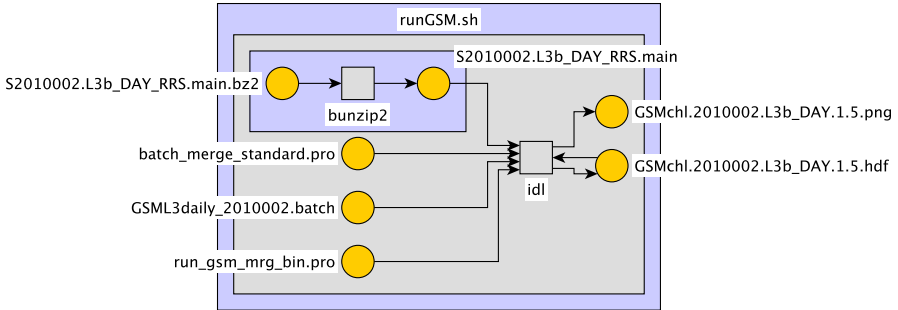 runGSM.sh
S2010002.L3b_DAY_RRS.main
S2010002.L3b_DAY_RRS.main.bz2
bunzip2
GSMchl.2010002.L3b_DAY.1.5.png
batch_merge_standard.pro
GSMchl.2010002.L3b_DAY.1.5.hdf
idl
GSML3daily_2010002.batch
run_gsm_mrg_bin.pro